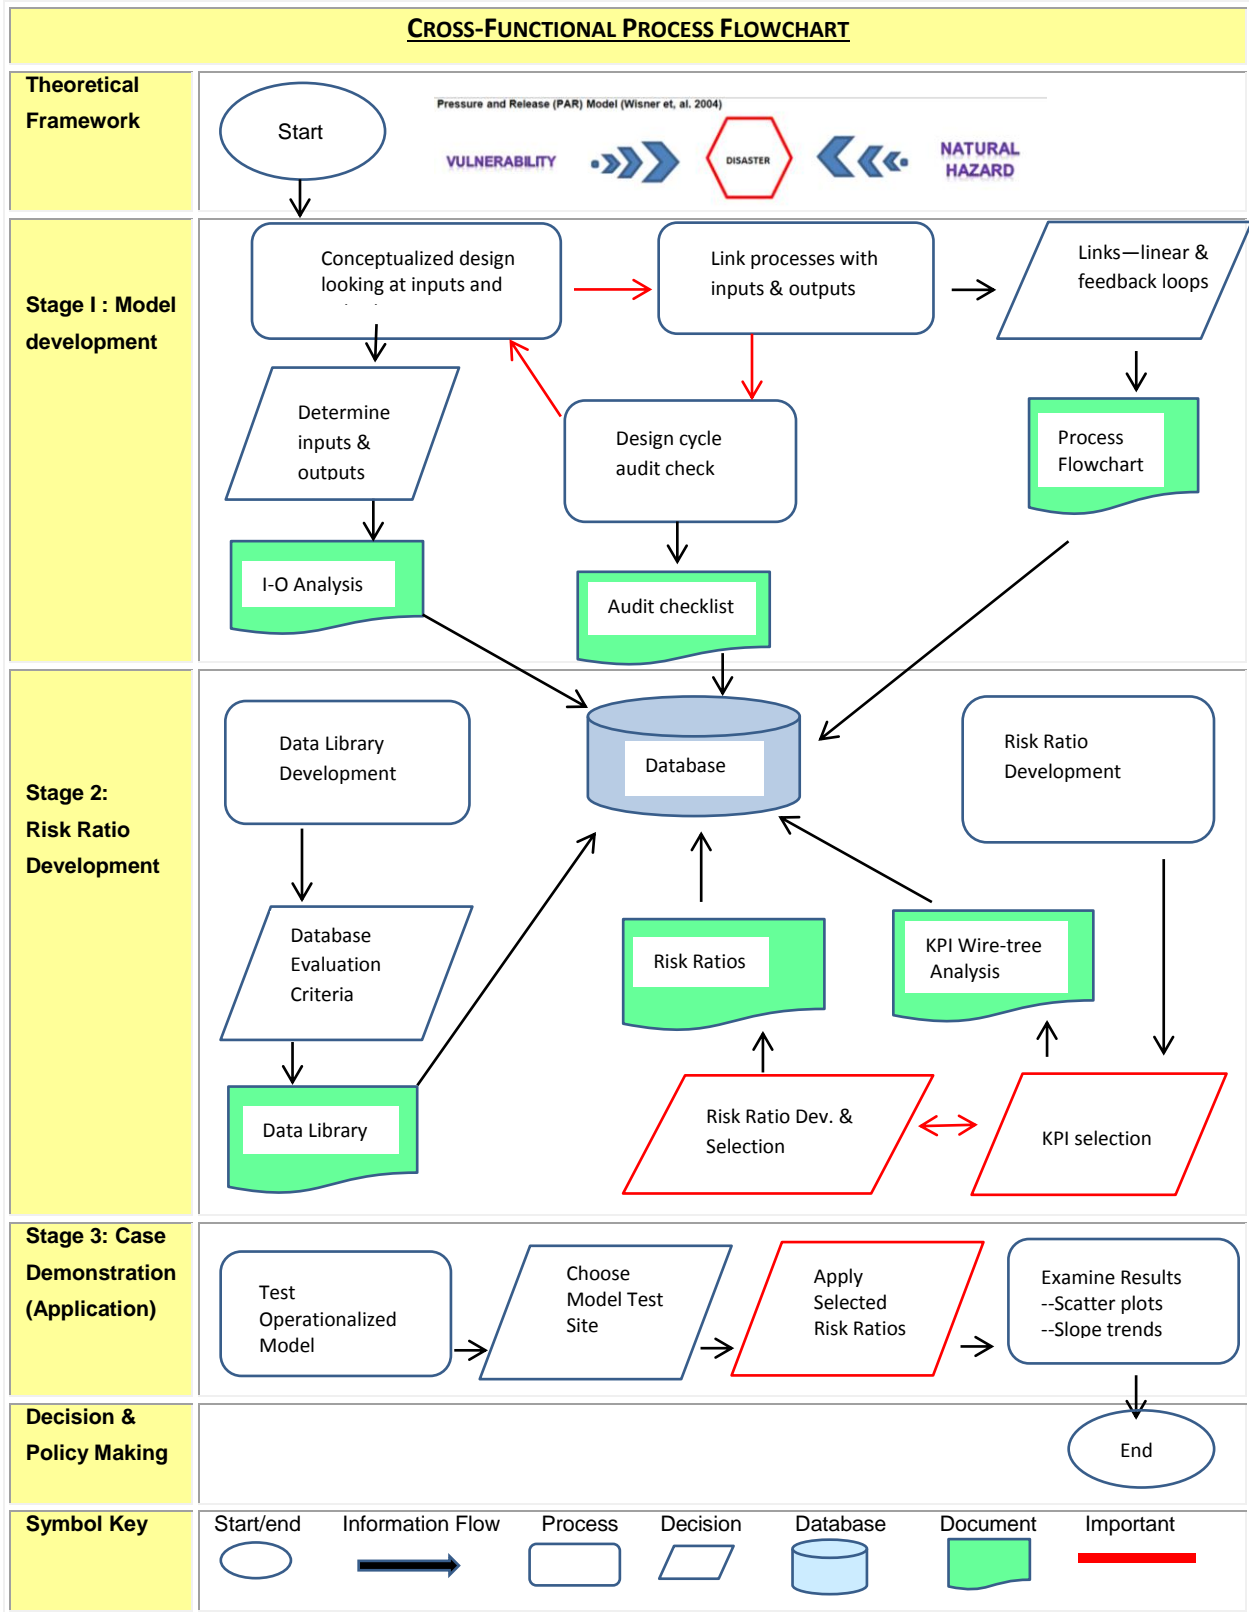 CROSS-FUNCTIONAL PROCESS FLOWCHART
Theoretical
Framework
Start
Pressure and Release (PAR) Model (Wisner et, al. 2004)
VULNERABILITY
DISASTER
NATURAL
HAZARD
Stage I : Model
development
Conceptualized design
looking at inputs and
Link processes with
inputs & outputs
Links—linear &
feedback loops
Determine
inputs &
outputs
Design cycle
audit check
Process
Flowchart
I-O Analysis
Audit checklist
Stage 2:
Risk Ratio
Development
Data Library
Development
Database
Risk Ratio
Development
Database
Evaluation
Criteria
Risk Ratios
KPI Wire-tree
Analysis
Data Library
Risk Ratio Dev. &
Selection
KPI selection
Stage 3: Case
Demonstration
(Application)
Test
Operationalized
Model
Choose
Model Test
Site
Apply
Selected
Risk Ratios
Examine Results
--Scatter plots
--Slope trends
Decision &
Policy Making
End
Symbol Key
Start/end
Information Flow
Process
Decision
Database
Document
Important